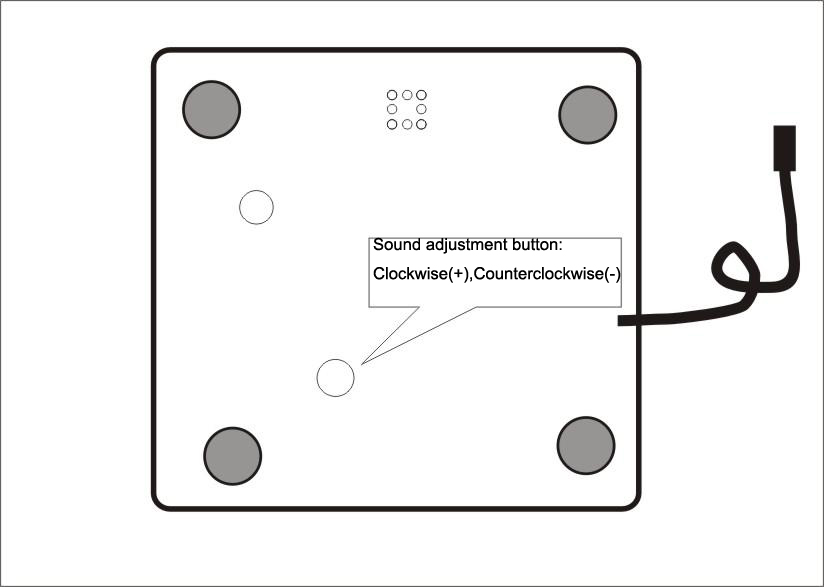 Sound adjustment button:
Clockwise(+),Counterclockwise(-)